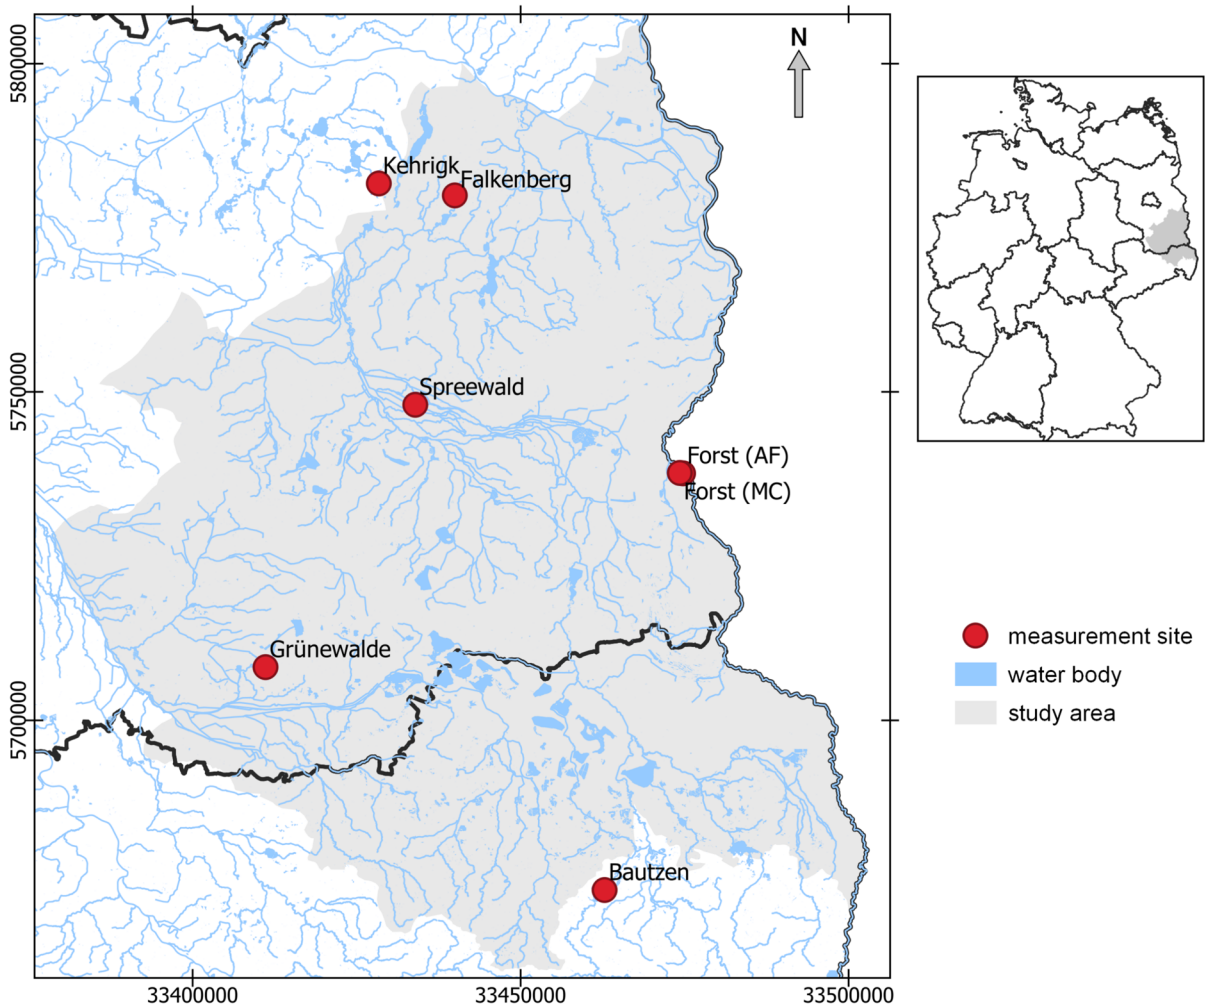 N
5800000
Kehrigk
Falkenberg
5750000
Spreewald
Forst (AF)
Forst (MC)
Grünewalde
5700000
Bautzen
33400000
33450000
33500000
measurement site
water body
study area